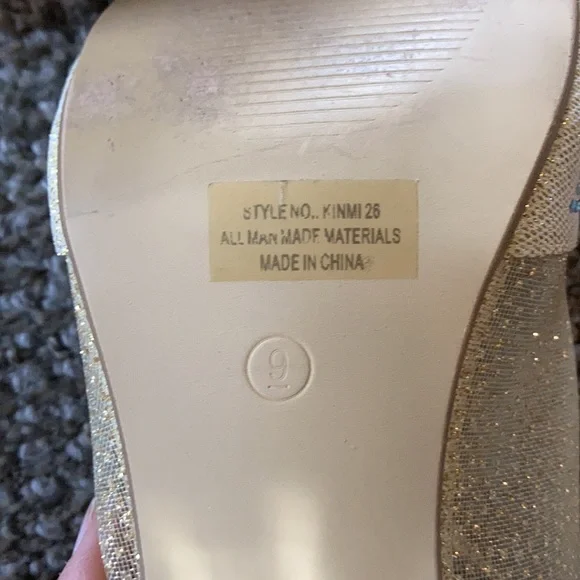 STYLE NO.. KINMI 26
ALL MAN MADE MATERIALS
MADE IN CHINA
9